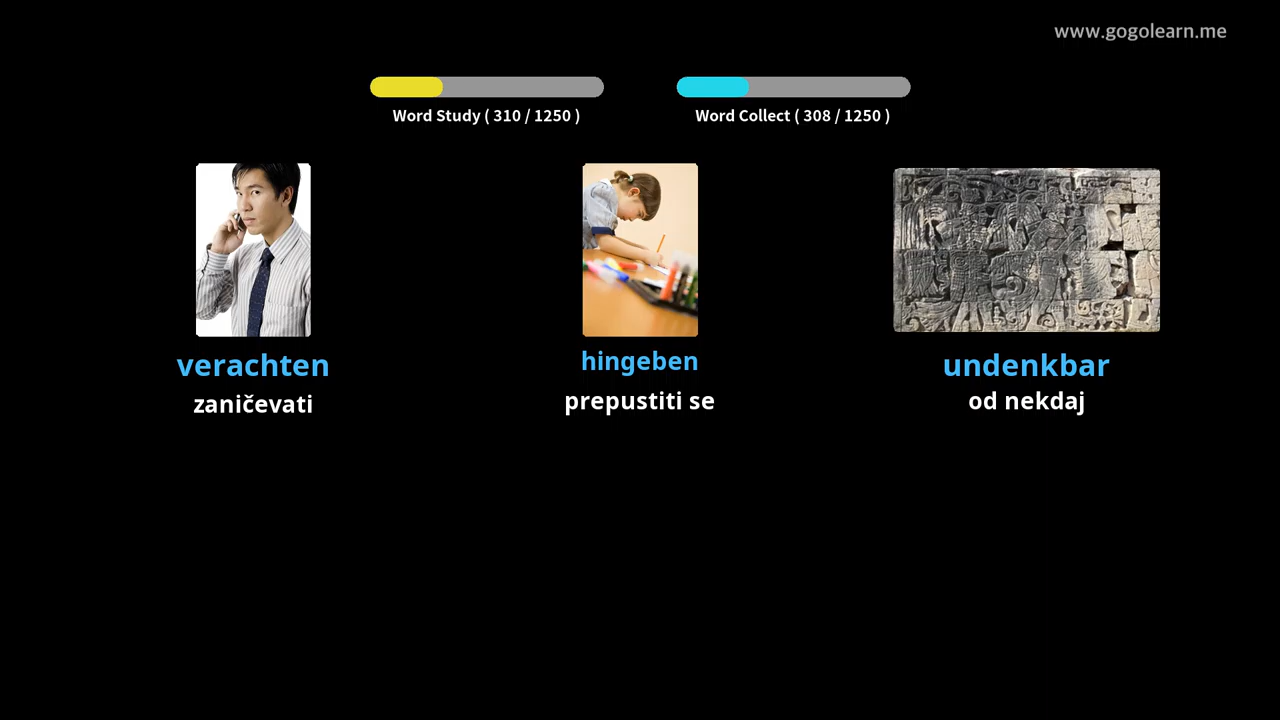 www.gogolearn.me
Word Study ( 310 / 1250 )
Word Collect ( 308 / 1250 )
verachten
zaničevati
hingeben
prepustiti se
undenkbar
od nekdaj